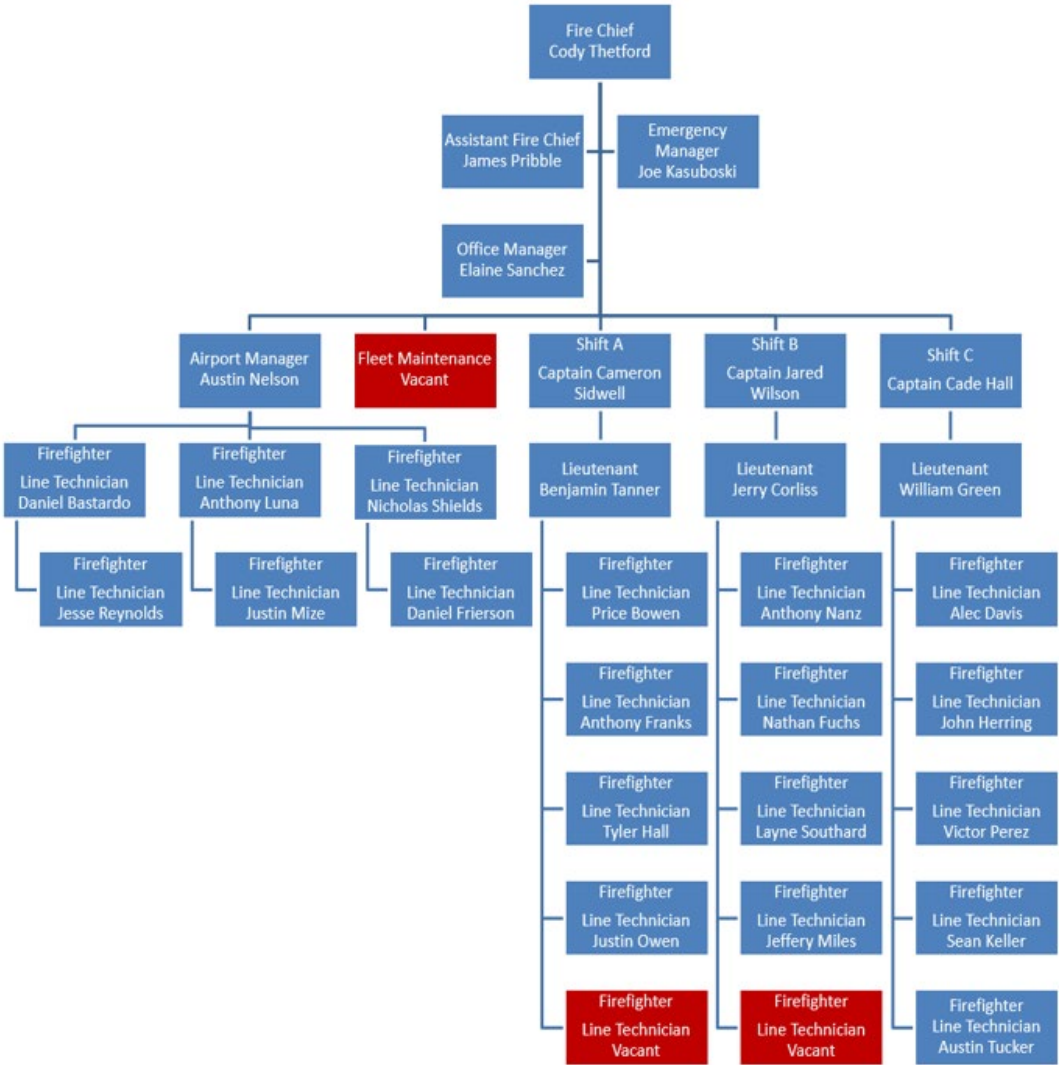 Fire Chief
Cody Thetford
Assistant Fire Chief
James Pribble
Emergency
Manager
Joe Kasuboski
Office Manager
Elaine Sanchez
Airport Manager
Austin Nelson
Fleet Maintenance
Vacant
Shift A
Captain Cameron
Sidwell
Shift B
Captain Jared
Wilson
Shift C
Captain Cade Hall
Firefighter
Line Technician
Daniel Bastardo
Firefighter
Line Technician
Anthony Luna
Firefighter
Line Technician
Nicholas Shields
Lieutenant
Benjamin Tanner
Lieutenant
Jerry Corliss
Lieutenant
William Green
Firefighter
Line Technician
Jesse Reynolds
Firefighter
Line Technician
Justin Mize
Firefighter
Line Technician
Daniel Frierson
Firefighter
Line Technician
Price Bowen
Firefighter
Line Technician
Anthony Nanz
Firefighter
Line Technician
Alec Davis
Firefighter
Line Technician
Anthony Franks
Firefighter
Line Technician
Nathan Fuchs
Firefighter
Line Technician
John Herring
Firefighter
Line Technician
Tyler Hall
Firefighter
Line Technician
Layne Southard
Firefighter
Line Technician
Victor Perez
Firefighter
Line Technician
Justin Owen
Firefighter
Line Technician
Jeffery Miles
Firefighter
Line Technician
Sean Keller
Firefighter
Line Technician
Vacant
Firefighter
Line Technician
Vacant
Firefighter
Line Technician
Austin Tucker